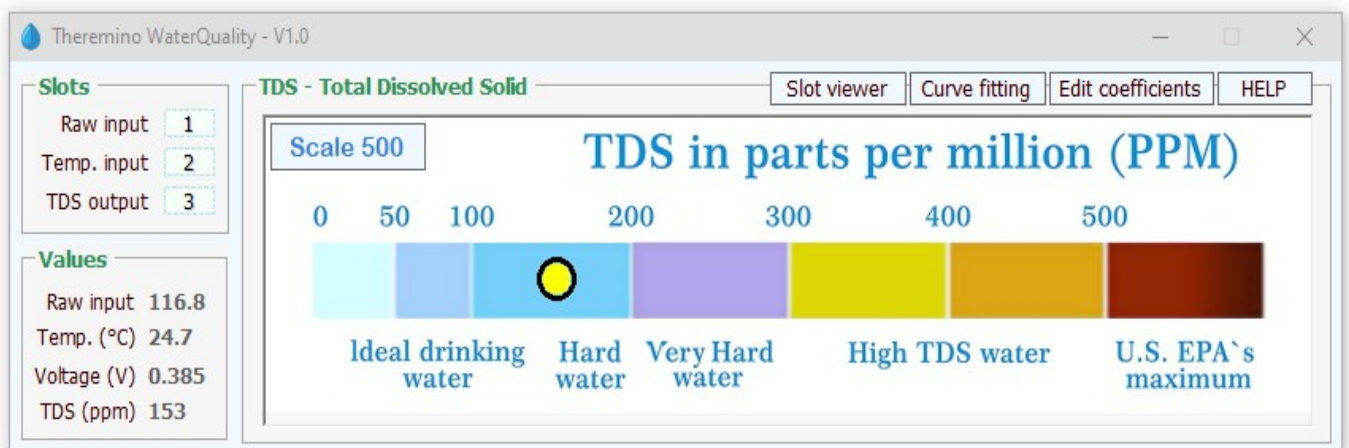 Theremino WaterQuality - V1.0
Slots
Raw input 1
Temp. input 2
TDS output 3
Values
Raw input 116.8
Temp. (°C) 24.7
Voltage (V) 0.385
TDS (ppm) 153
TDS - Total Dissolved Solid
Slot viewer Curve fitting Edit coefficients HELP
Scale 500
TDS in parts per million (PPM)
0 50 100 200 300 400 500
Ideal drinking water
Hard water
Very Hard water
High TDS water
U.S. EPA`s maximum